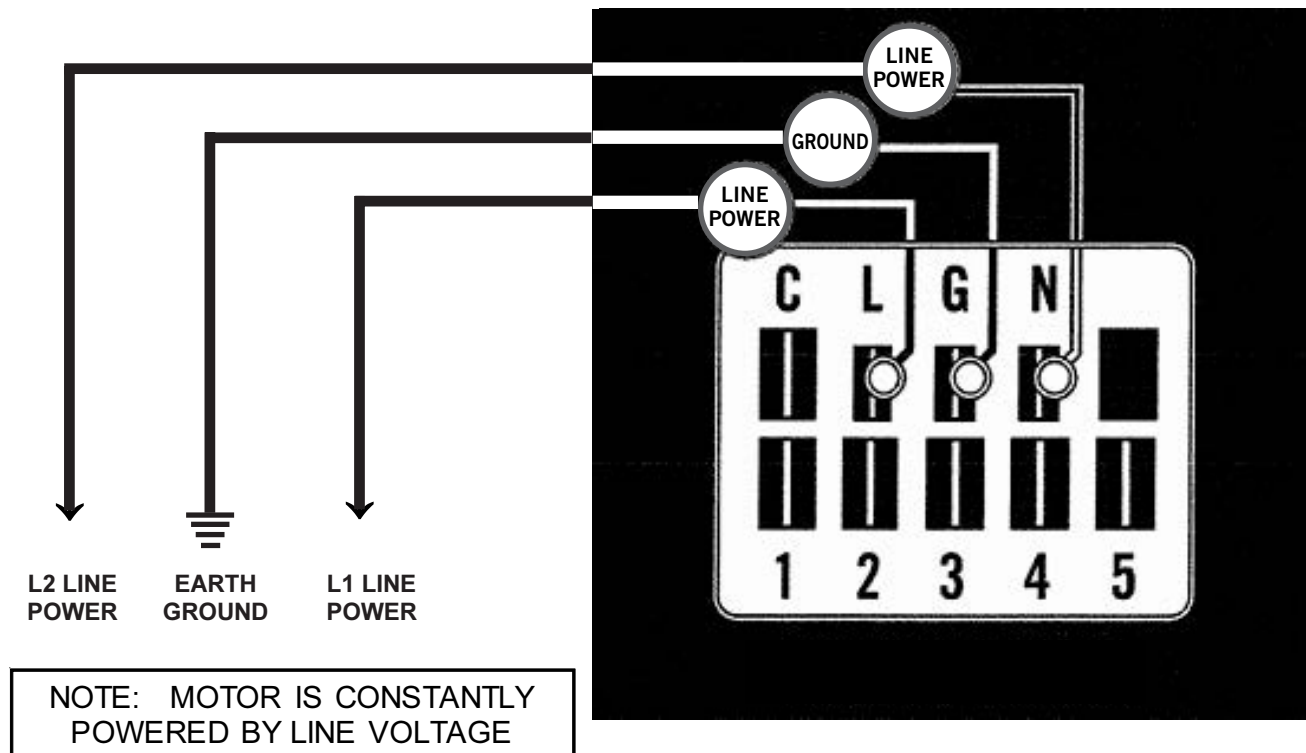 LINE
POWER
GROUND
LINE
POWER
C L G N
1 2 3 4 5
L2 LINE
POWER
EARTH
GROUND
L1 LINE
POWER
NOTE: MOTOR IS CONSTANTLY
POWERED BY LINE VOLTAGE